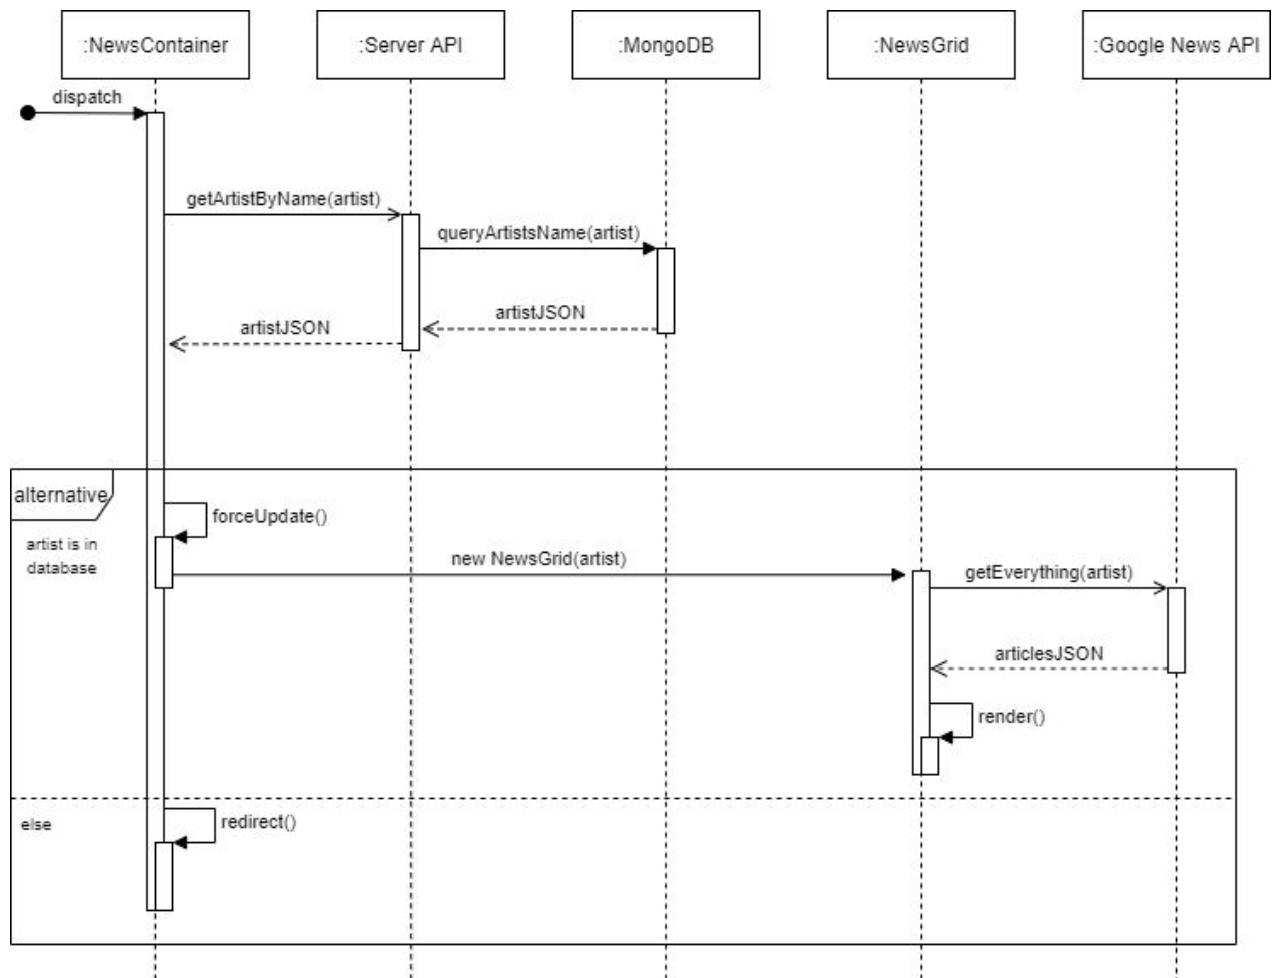 :NewsContainer
:Server API
:MongoDB
:NewsGrid
:Google News API
dispatch
getArtistByName(artist)
queryArtistsName(artist)
artistJSON
artistJSON
alternative
forceUpdate()
artist is in
database
new NewsGrid(artist)
getEverything(artist)
articlesJSON
render()
else
redirect()